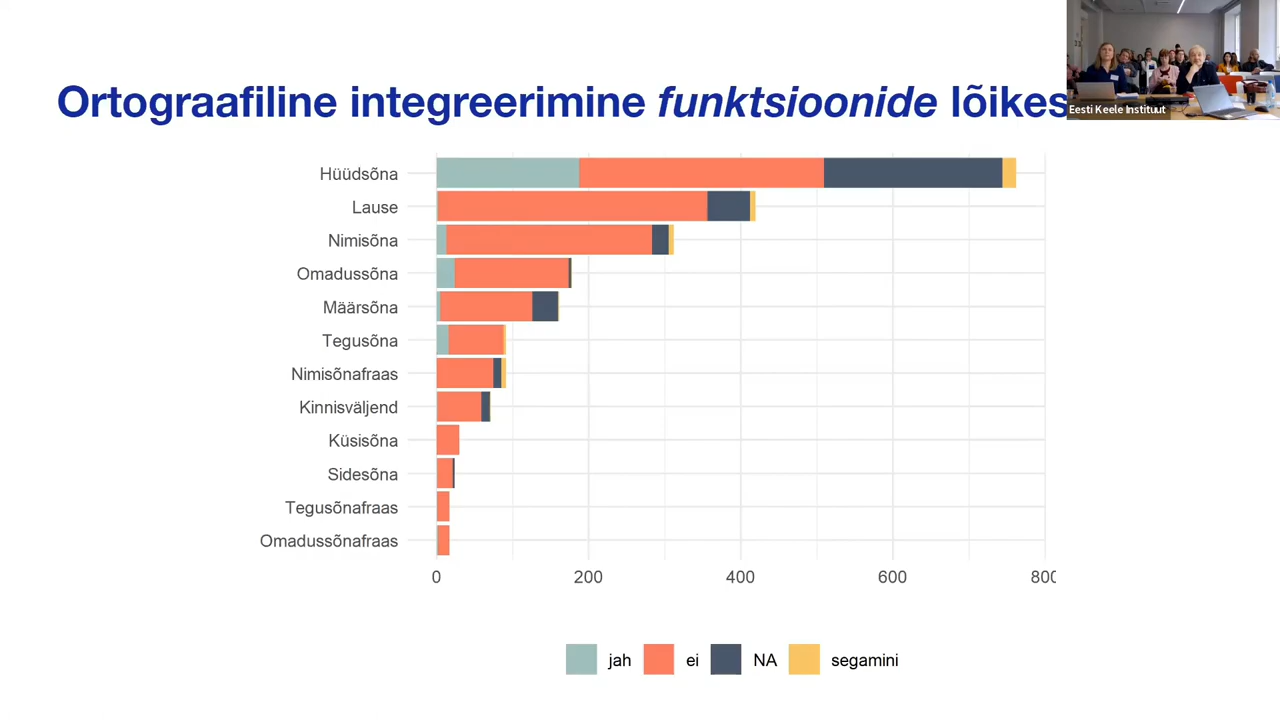 Ortograafiline integreerimine funktsioonide lõikes
Eesti Keele Instituut
Hüüdsõna
Lause
Nimisõna
Omadussõna
Määrsõna
Tegusõna
Nimisõnafraas
Kinnisväljend
Küsisõna
Sidesõna
Tegusõnafraas
Omadussõnafraas
0 200 400 600 800
jah ei NA segamini